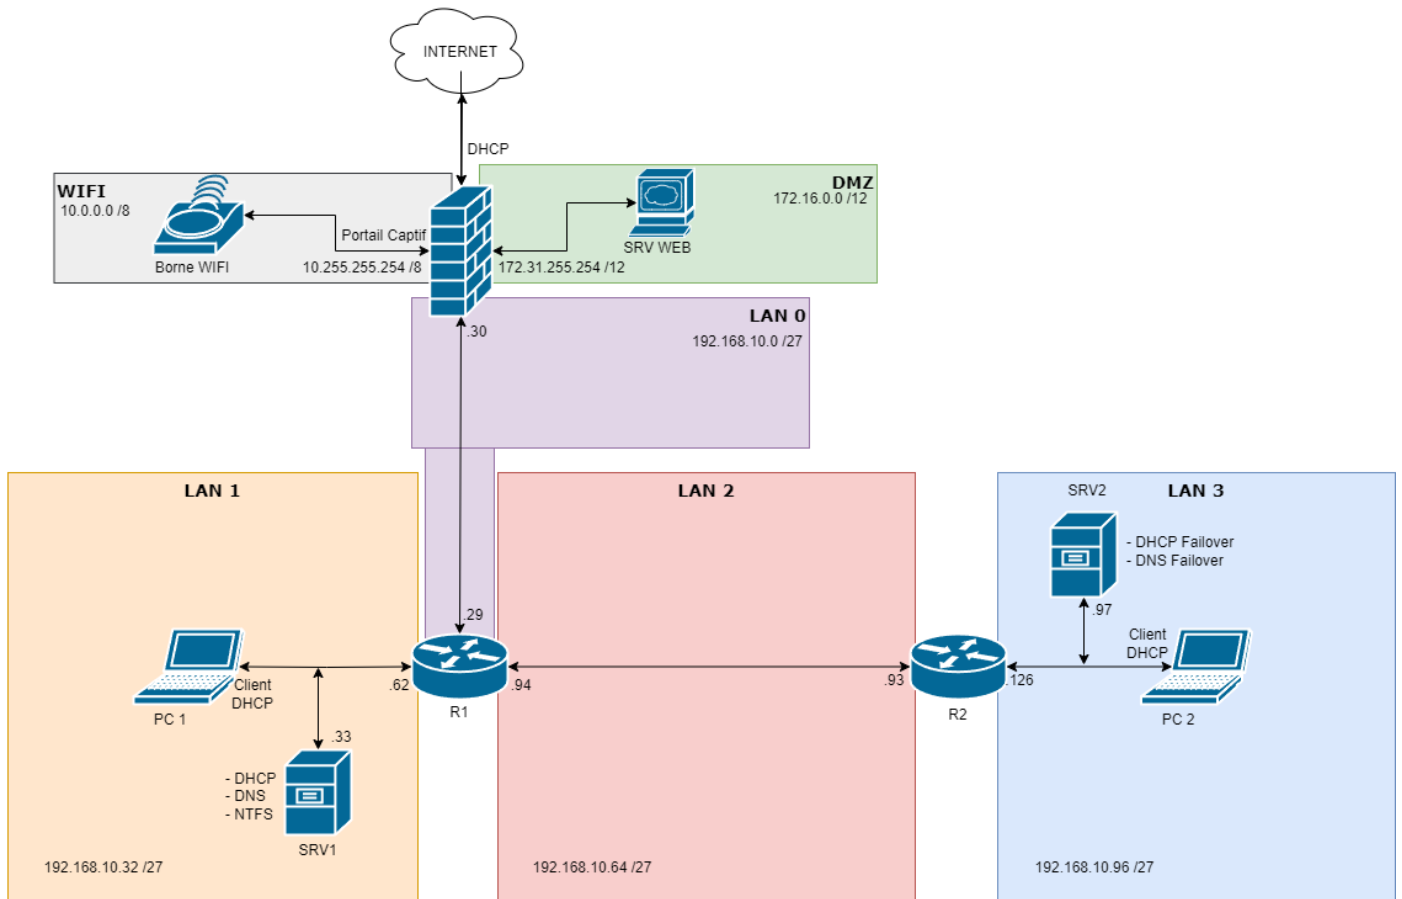 INTERNET
DHCP
WIFI
10.0.0.0 /8
Portail Captif
Borne WIFI
10.255.255.254 /8
DMZ
172.16.0.0 /12
SRV WEB
172.31.255.254 /12
.30
LAN 0
192.168.10.0 /27
LAN 1
.29
.62
.94
R1
Client
DHCP
PC 1
.33
- DHCP
- DNS
- NTFS
SRV1
192.168.10.32 /27
LAN 2
.93
192.168.10.64 /27
R2
.126
SRV2
LAN 3
- DHCP Failover
- DNS Failover
.97
Client
DHCP
PC 2
192.168.10.96 /27